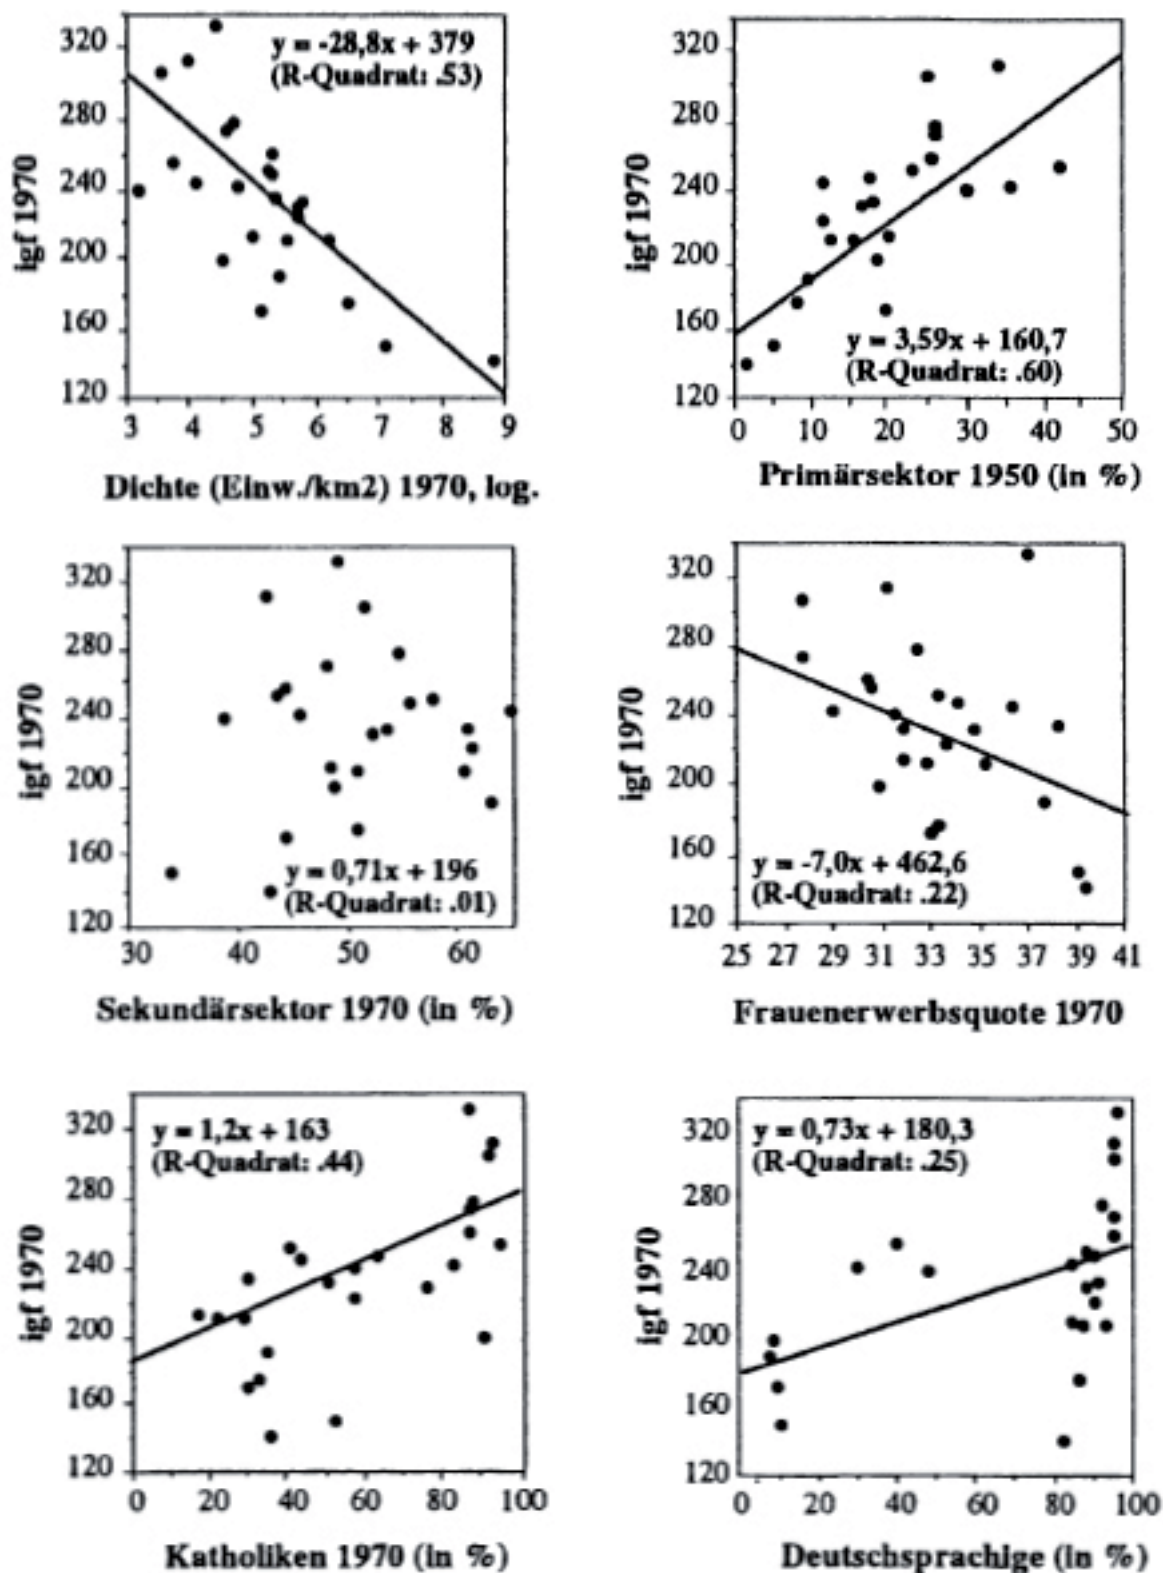 320
280
240
200
160
120
igf 1970
y = -28,8x + 379
(R-Quadrat: .53)
3 4 5 6 7 8 9
Dichte (Einw./km2) 1970, log.
320
280
240
200
160
120
igf 1970
y = 3,59x + 160,7
(R-Quadrat: .60)
0 10 20 30 40 50
Primärsektor 1950 (in %)
320
280
240
200
160
120
igf 1970
y = 0,71x + 196
(R-Quadrat: .01)
30 40 50 60
Sekundärsektor 1970 (in %)
320
280
240
200
160
120
igf 1970
y = -7,0x + 462,6
(R-Quadrat: .22)
25 27 29 31 33 35 37 39 41
Frauenerwerbsquote 1970
320
280
240
200
160
120
igf 1970
y = 1,2x + 163
(R-Quadrat: .44)
0 20 40 60 80 100
Katholiken 1970 (in %)
320
280
240
200
160
120
igf 1970
y = 0,73x + 180,3
(R-Quadrat: .25)
0 20 40 60 80 100
Deutschsprachige (in %)